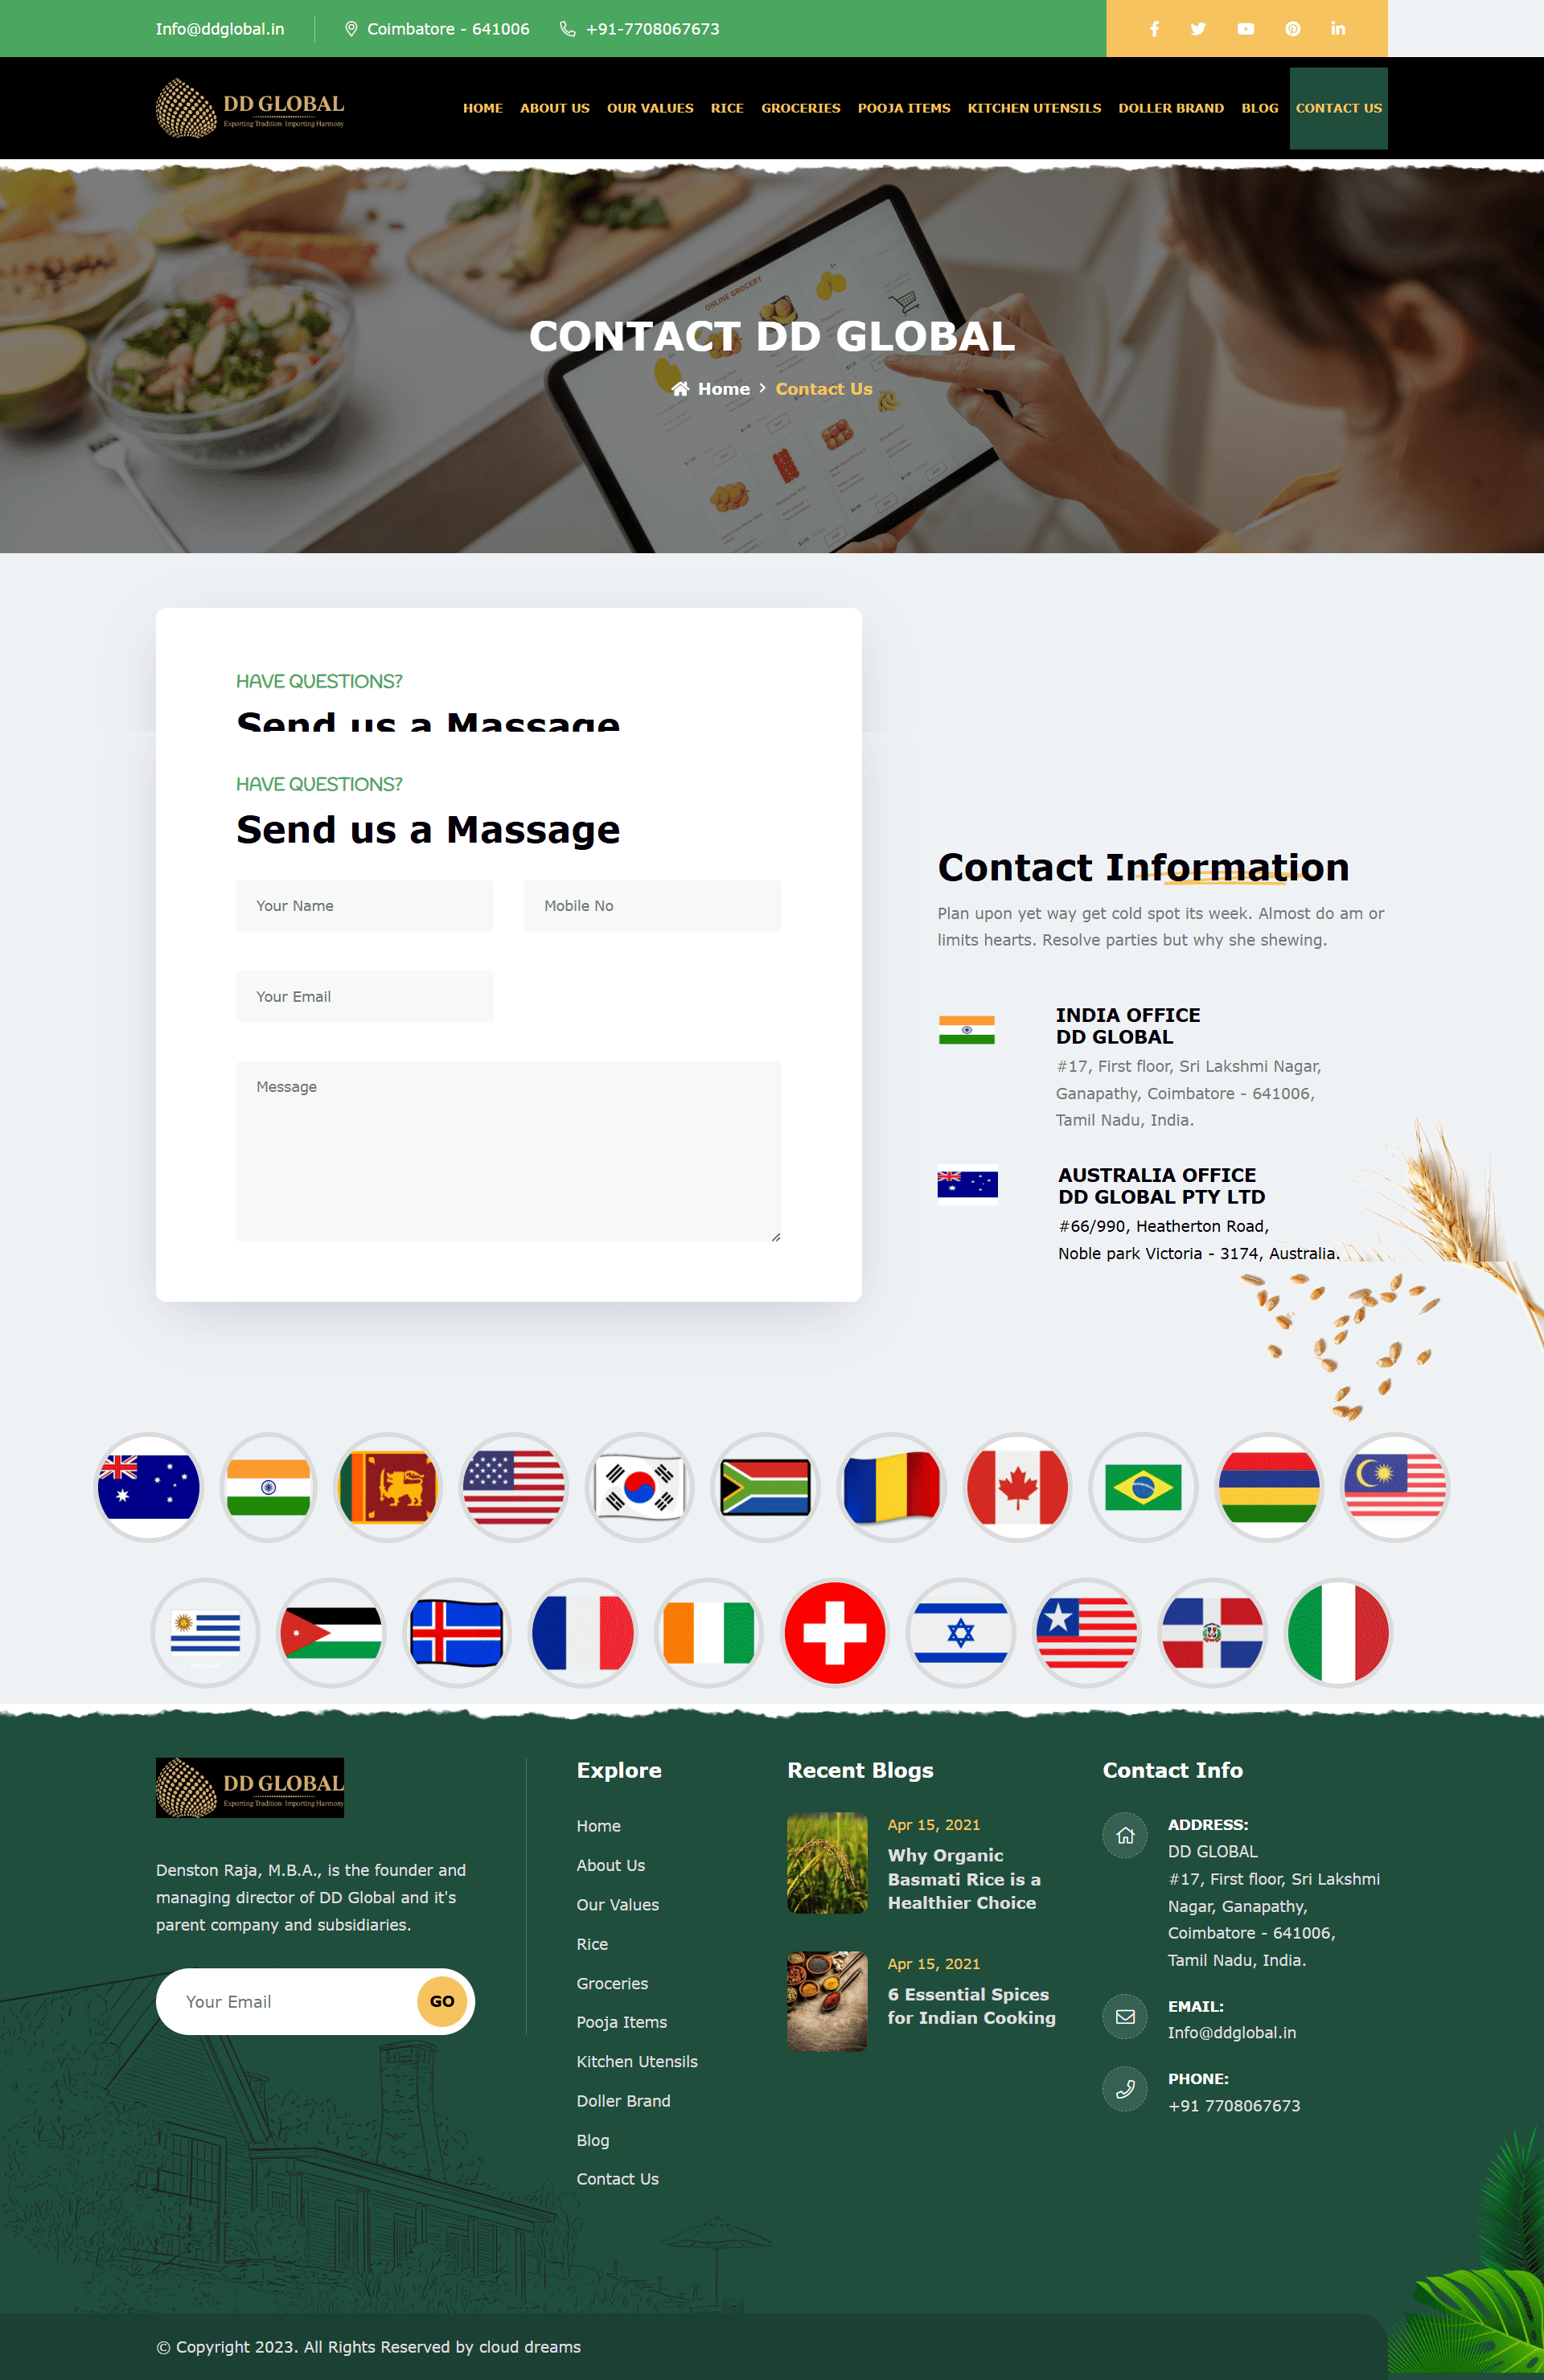 Info@ddglobal.in
Coimbatore - 641006
+91-7708067673
DD GLOBAL
Exporting Tradition Importing Harmony
HOME
ABOUT US
OUR VALUES
RICE
GROCERIES
POOJA ITEMS
KITCHEN UTENSILS
DOLLER BRAND
BLOG
CONTACT US
ONLINE GROCERY
CONTACT DD GLOBAL
Home
Contact Us
HAVE QUESTIONS?
Send us a Massage
HAVE QUESTIONS?
Send us a Massage
Your Name
Mobile No
Your Email
Message
Contact Information
Plan upon yet way get cold spot its week. Almost do am or
limits hearts. Resolve parties but why she shewing.
INDIA OFFICE
DD GLOBAL
#17, First floor, Sri Lakshmi Nagar,
Ganapathy, Coimbatore - 641006,
Tamil Nadu, India.
AUSTRALIA OFFICE
DD GLOBAL PTY LTD
#66/990, Heatherton Road,
Noble park Victoria - 3174, Australia.
DD GLOBAL
Exporting Tradition Importing Harmony
Denston Raja, M.B.A., is the founder and
managing director of DD Global and it's
parent company and subsidiaries.
Your Email
GO
Explore
Home
About Us
Our Values
Rice
Groceries
Pooja Items
Kitchen Utensils
Doller Brand
Blog
Contact Us
Recent Blogs
Apr 15, 2021
Why Organic
Basmati Rice is a
Healthier Choice
Apr 15, 2021
6 Essential Spices
for Indian Cooking
Contact Info
ADDRESS:
DD GLOBAL
#17, First floor, Sri Lakshmi
Nagar, Ganapathy,
Coimbatore - 641006,
Tamil Nadu, India.
EMAIL:
Info@ddglobal.in
PHONE:
+91 7708067673
© Copyright 2023. All Rights Reserved by cloud dreams